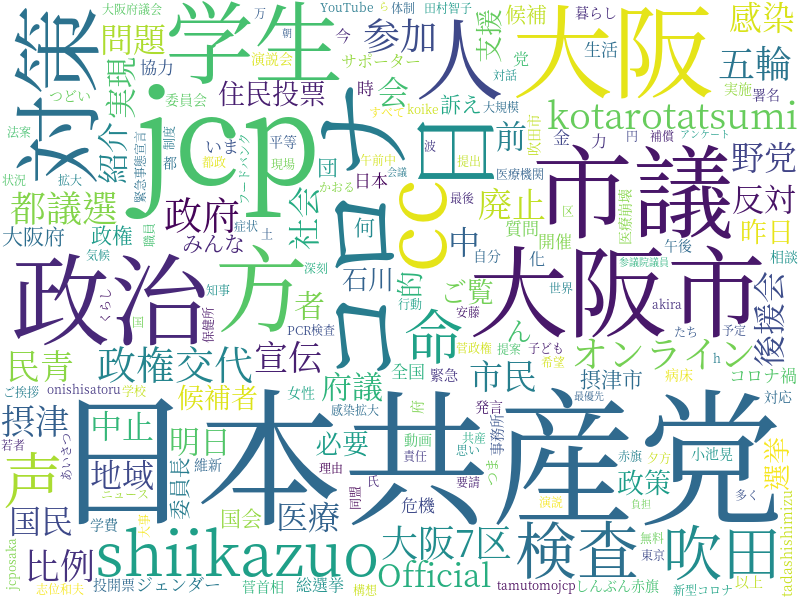 大阪府議会
対策
問題
学生
参加
人
YouTube
ら
体制
田村智子
万
朝
今
演説会
サポーター
支援
候補
暮らし
大阪
感染
党
生活
五輪
実現
協力
委員会
住民投票
時
会
訴え
対話
大規模
実施
署名
つどい
jcp
コロナ
日
すべて
koike
kotarotatsumi
法案
紹介
緊急事態宣言
都
制度
いま
平等
団
前
吹田市
金
力
円
補償
アンケート
都政
フードバンク
現場
日本
午前中
会議
波
提出
医療機関
市議
野党
状況
拡大
都議選
政府
かおる
社会
何
cc
廃止
反対
大阪府
政権
みんな
職員
症状
土
中
最後
質問
開催
区
医療崩壊
午後
昨日
石川
的
自分
化
相談
気候
政治
くらし
国
知事
保健所
方
者
深刻
PCR検査
行動
命
ご覧
安藤
ん
大阪市
世界
参議院議員
akira
たち
予定
後援会
民青
政権交代
宣伝
全国
菅政権
提案
子ども
希望
オンライン
h
ご挨拶
onishisatoru
学校
候補者
女性
府議
緊急
市民
摂津市
病床
コロナ禍
若者
摂津
あいさつ
日本共産党
中止
明日
感染拡大
府
発言
最優先
対応
声
地域
委員長
維新
必要
動画
共産
思い
責任
つま
事務所
赤旗
夕方
小池晃
選挙
ニュース
理由
同盟
氏
要請
政策
多く
国民
学費
大事
国会
医療
危機
演説
負担
tadashishimizu
jcposaka
比例
shiikazuo
大阪7区
検査
無料
東京
吹田
Official
志位和夫
投開票
ジェンダー
菅首相
総選挙
構想
tamutomojcp
しんぶん赤旗
新型コロナ
以上